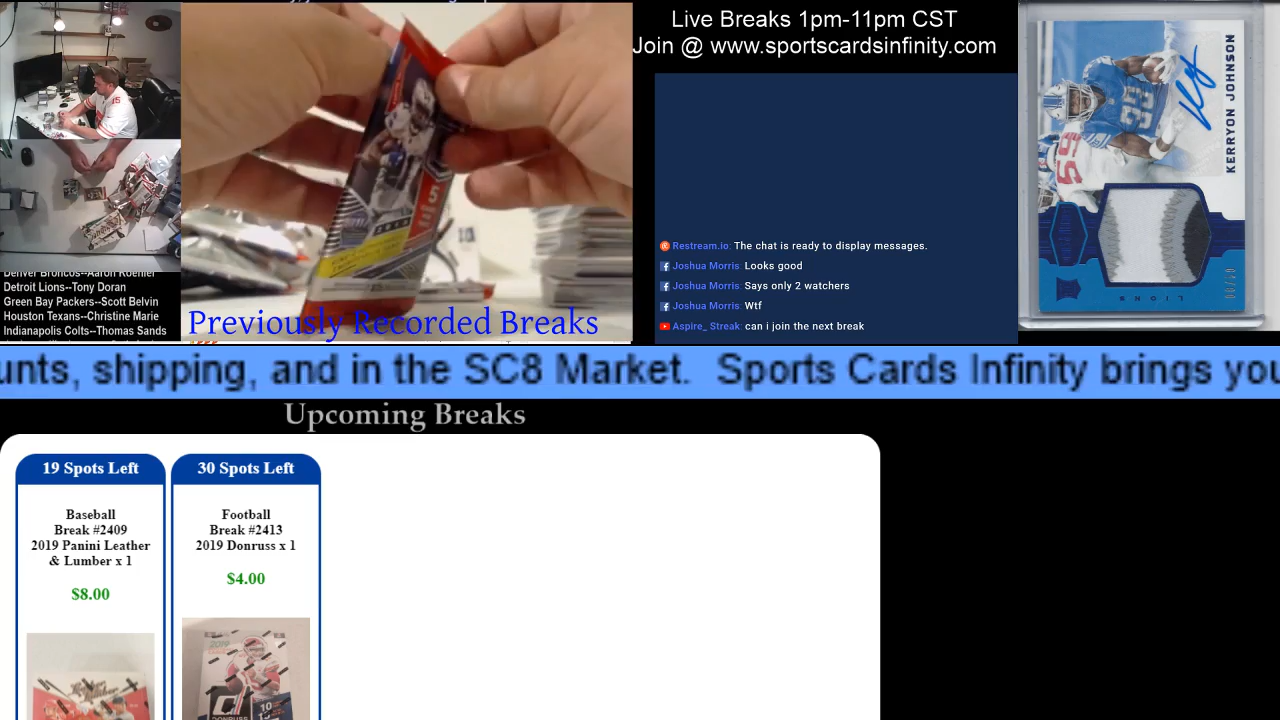 Live Breaks 1pm-11pm CST
Join @ www.sportscardsinfinity.com
Restream.io: The chat is ready to display messages.
Joshua Morris: Looks good
Joshua Morris: Says only 2 watchers
Joshua Morris: Wtf
Aspire_ Streak: can i join the next break
KERRYON JOHNSON
LIONS
Denver Broncos--Aaron Koehler
Detroit Lions--Tony Doran
Green Bay Packers--Scott Belvin
Houston Texans--Christine Marie
Indianapolis Colts--Thomas Sands
Previously Recorded Breaks
unts, shipping, and in the SC8 Market. Sports Cards Infinity brings you
Upcoming Breaks
19 Spots Left
Baseball
Break #2409
2019 Panini Leather
& Lumber x 1
$8.00
30 Spots Left
Football
Break #2413
2019 Donruss x 1
$4.00
DONRUSS
10